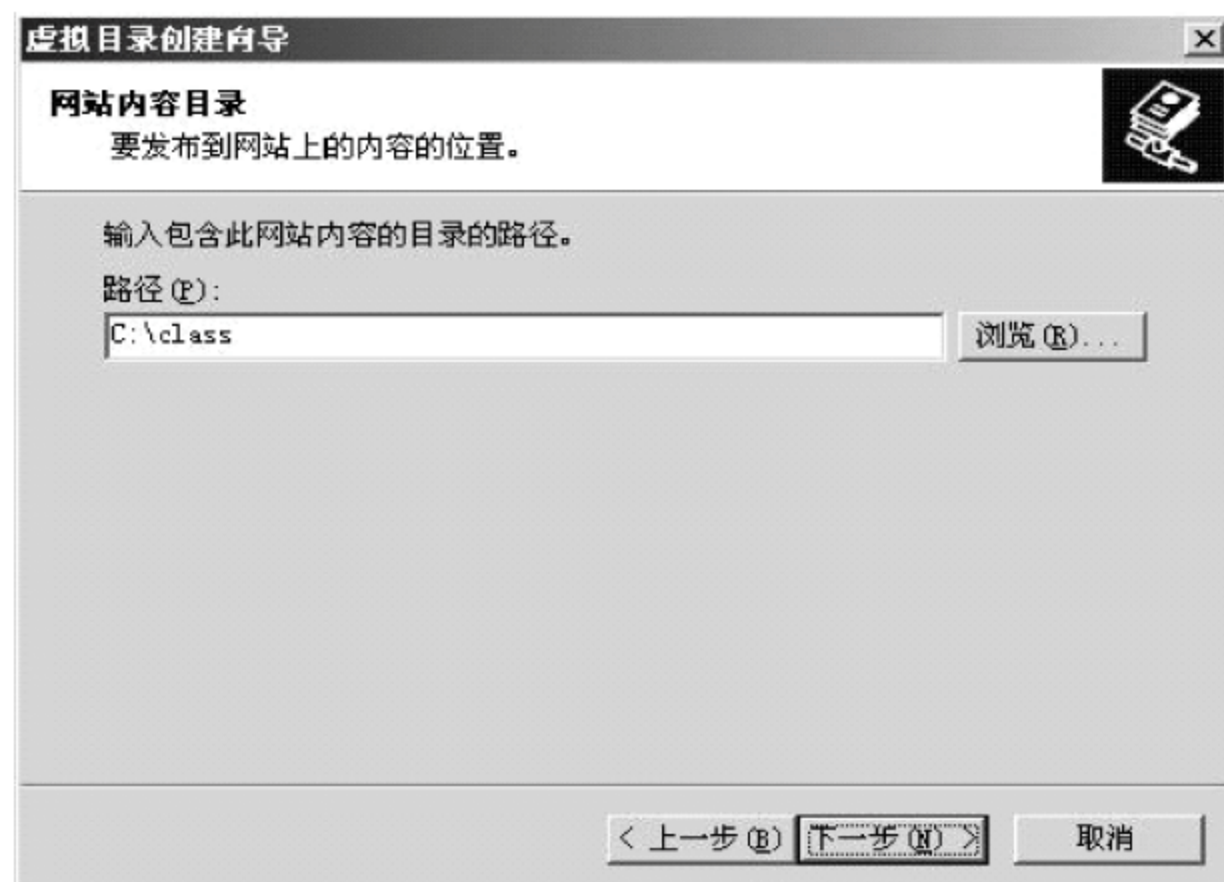 虚拟目录创建向导
网站内容目录
要发布到网站上的内容的位置。
输入包含此网站内容的目录的路径。
路径(P):
C:\class
浏览(R)...
< 上一步(B)
下一步(N) >
取消